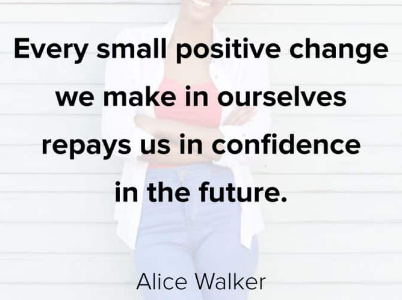 Every small positive change
we make in ourselves
repays us in confidence
in the future.
Alice Walker